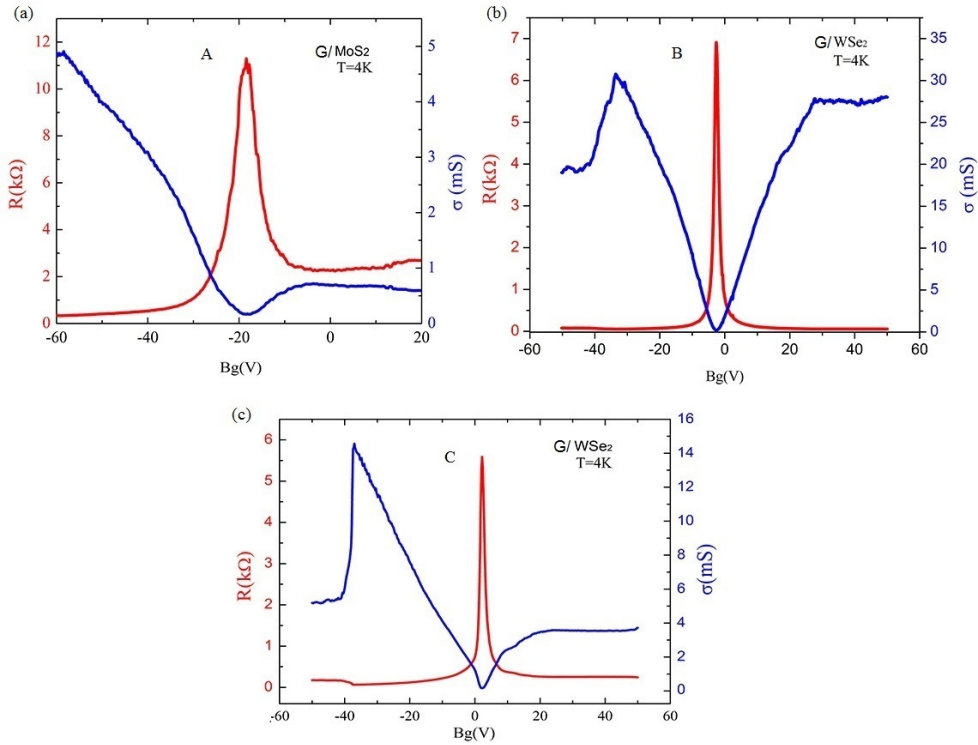 (a)
A
G/MoS2
T=4K
R(kΩ)
12
10
8
6
4
2
0
σ (mS)
5
4
3
2
1
0
-60 -40 -20 0 20
Bg(V)
(b)
B
G/WSe2
T=4K
R(kΩ)
7
6
5
4
3
2
1
0
σ (mS)
35
30
25
20
15
10
5
0
-60 -40 -20 0 20 40 60
Bg(V)
(c)
C
G/WSe2
T=4K
R(kΩ)
6
5
4
3
2
1
0
σ(mS)
16
14
12
10
8
6
4
2
0
-60 -40 -20 0 20 40 60
Bg(V)